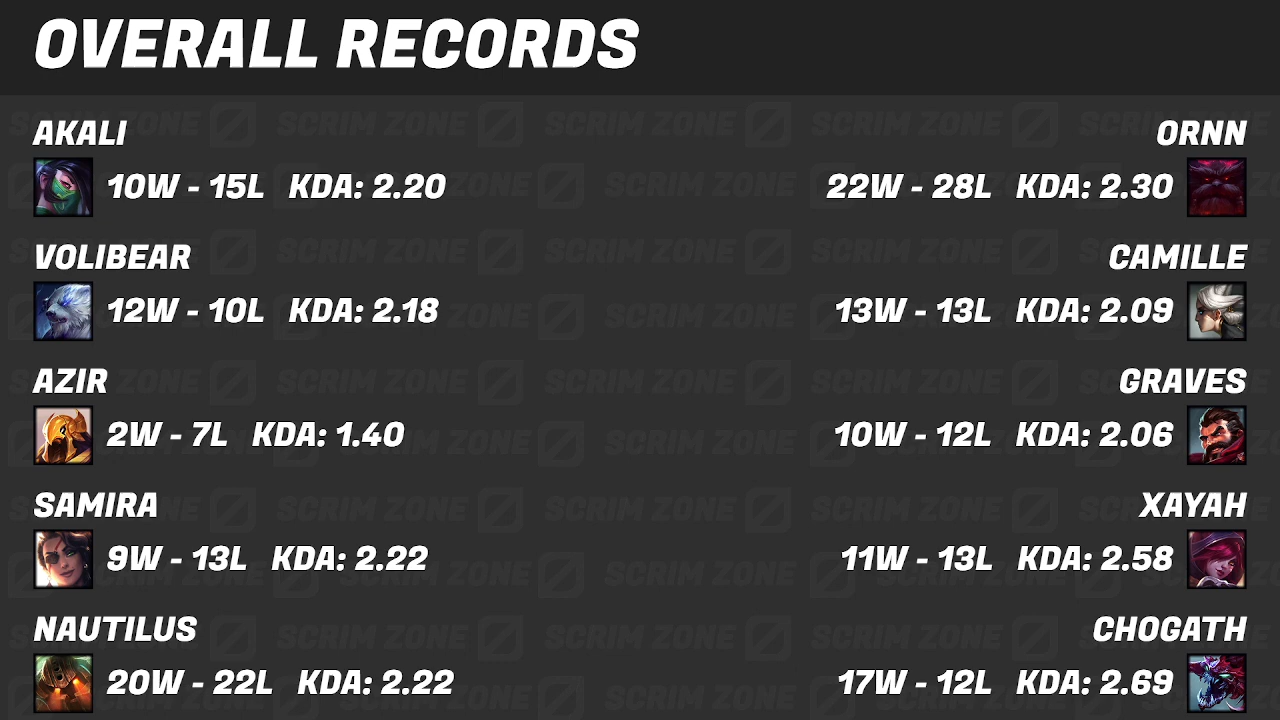 OVERALL RECORDS
AKALI
10W - 15L KDA: 2.20
VOLIBEAR
12W - 10L KDA: 2.18
AZIR
2W - 7L KDA: 1.40
SAMIRA
9W - 13L KDA: 2.22
NAUTILUS
20W - 22L KDA: 2.22
ORNN
22W - 28L KDA: 2.30
CAMILLE
13W - 13L KDA: 2.09
GRAVES
10W - 12L KDA: 2.06
XAYAH
11W - 13L KDA: 2.58
CHOGATH
17W - 12L KDA: 2.69
SCRIM ZONE